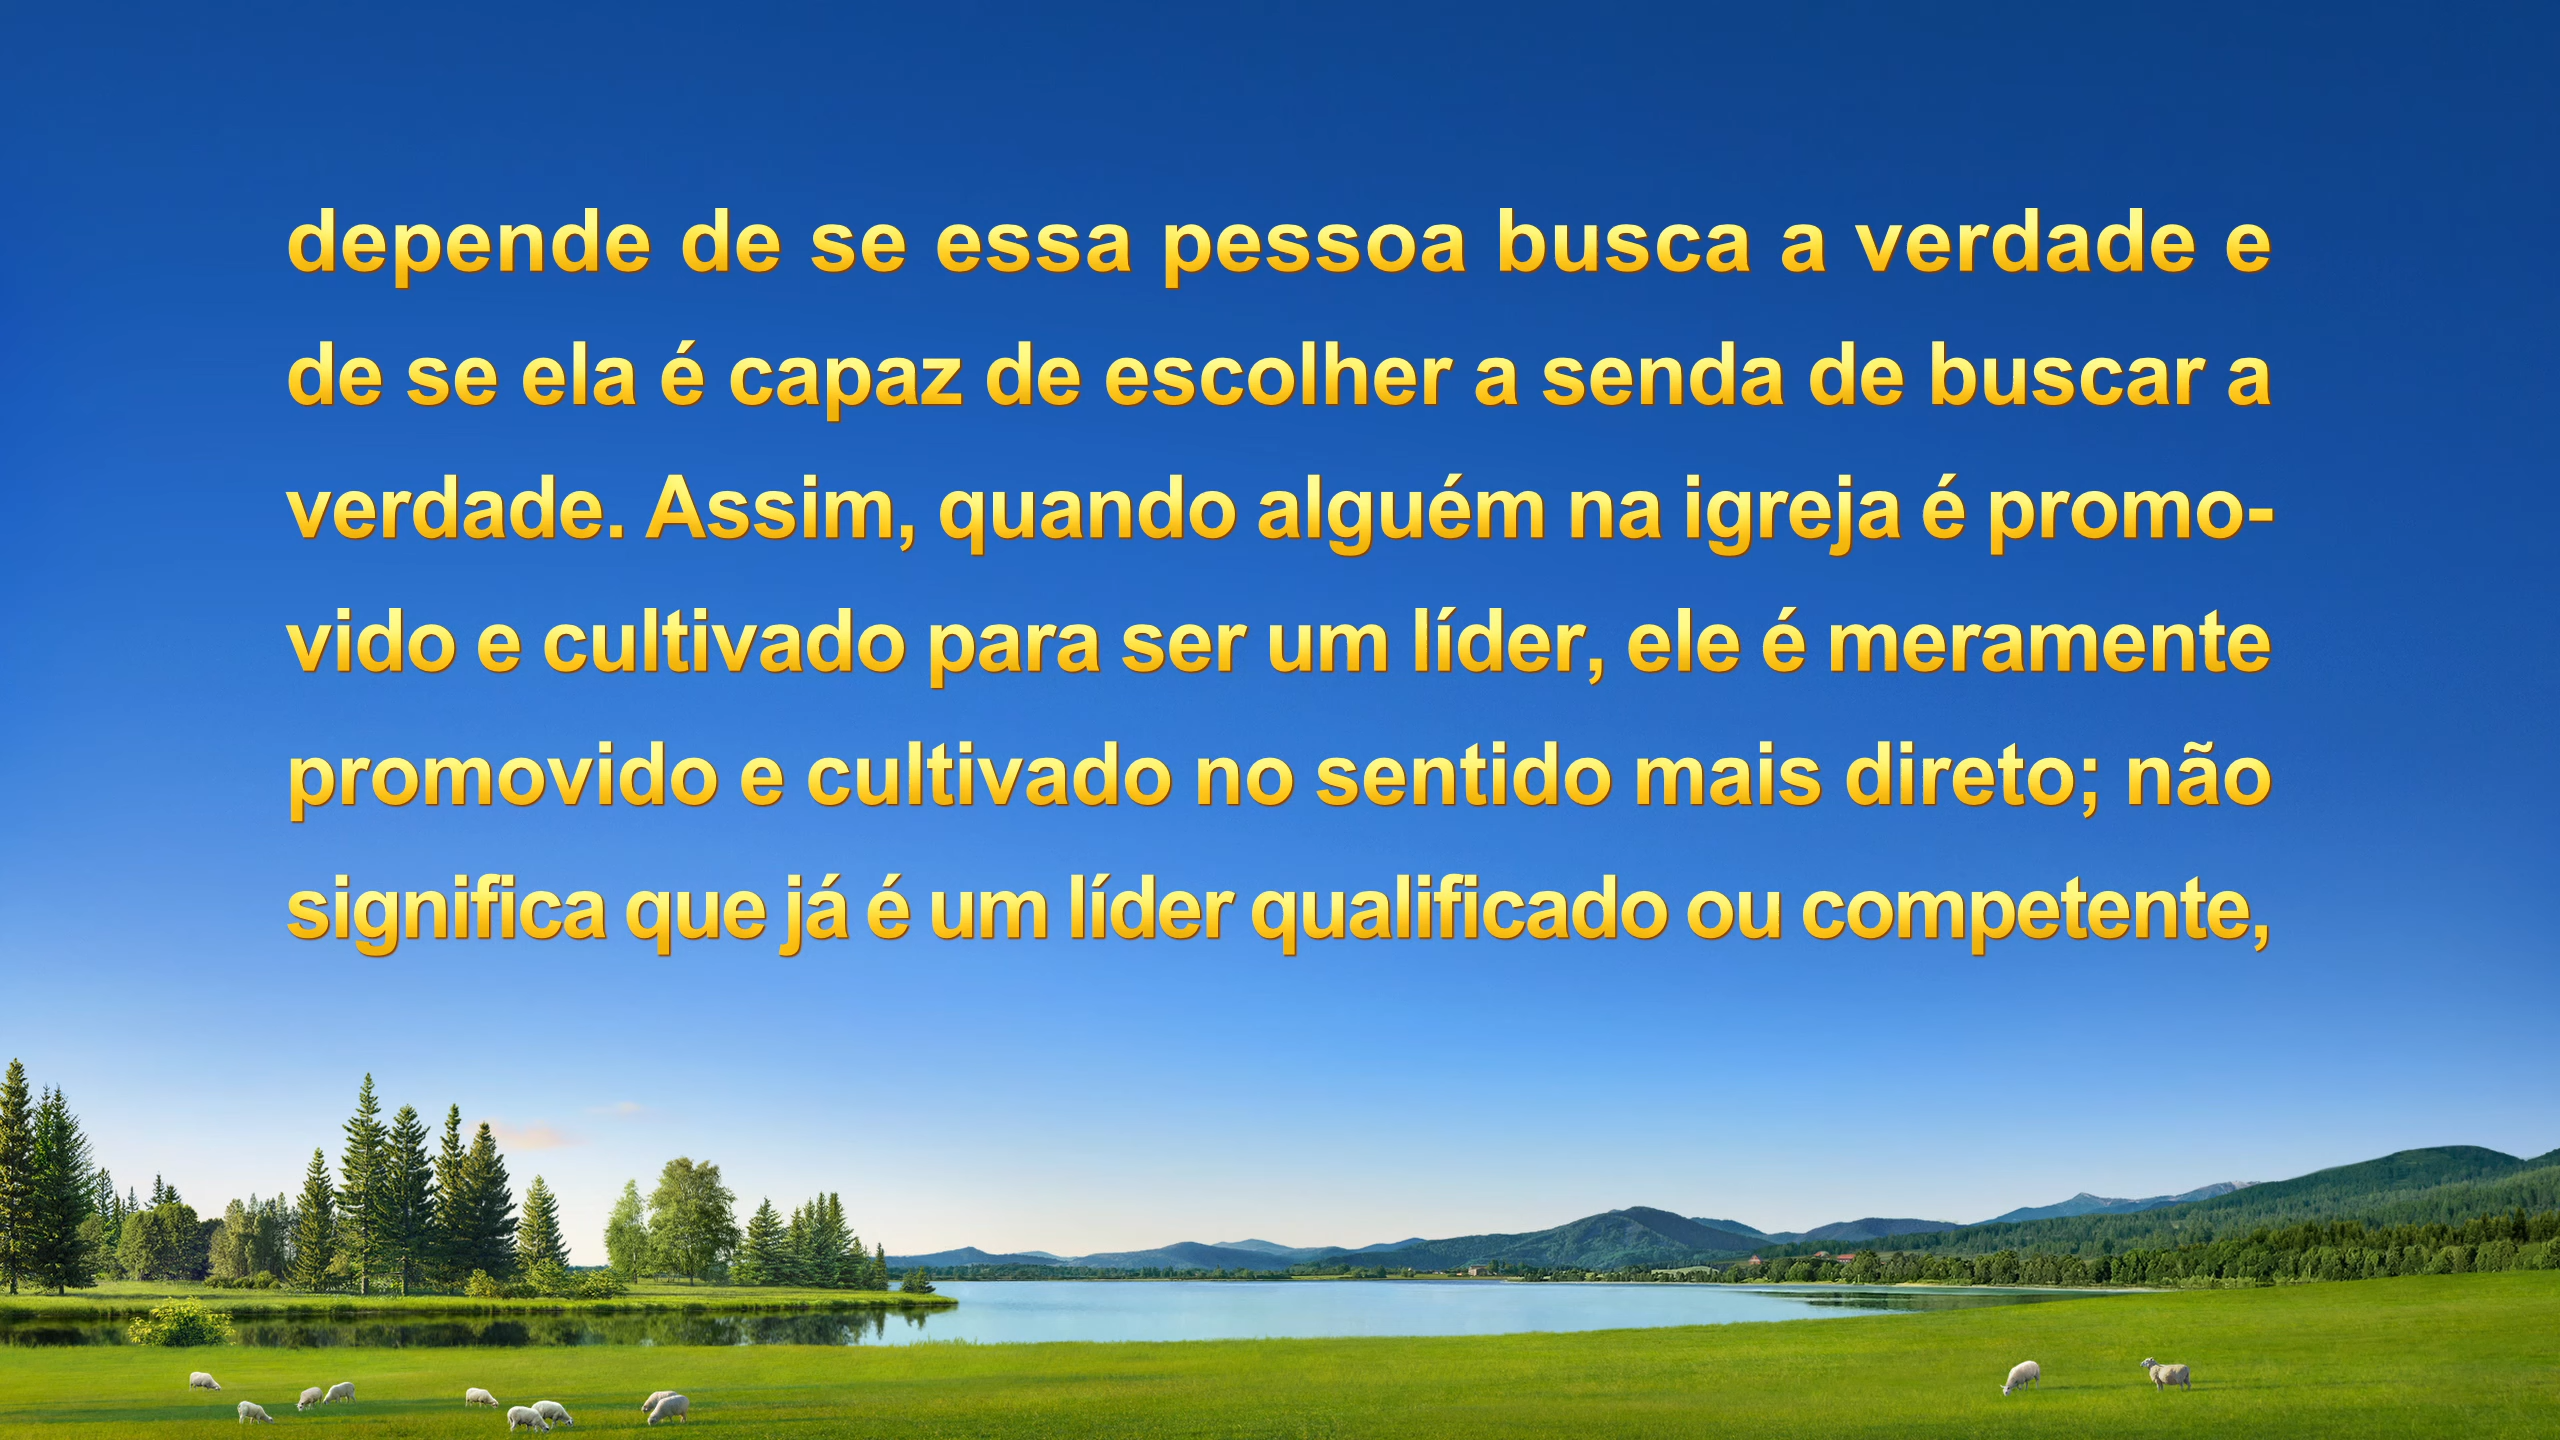 depende de se essa pessoa busca a verdade e
de se ela é capaz de escolher a senda de buscar a
verdade. Assim, quando alguém na igreja é promo-
vido e cultivado para ser um líder, ele é meramente
promovido e cultivado no sentido mais direto; não
significa que já é um líder qualificado ou competente,